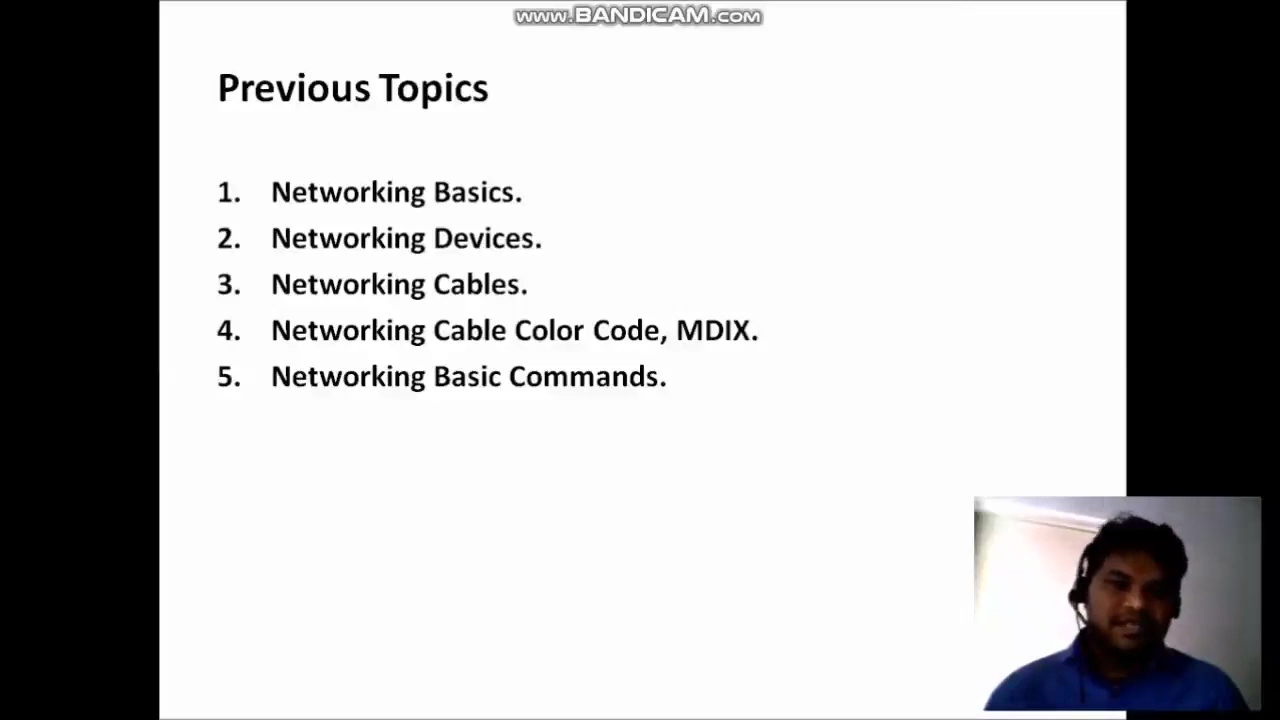 www.BANDICAM.com
Previous Topics
1. Networking Basics.
2. Networking Devices.
3. Networking Cables.
4. Networking Cable Color Code, MDIX.
5. Networking Basic Commands.